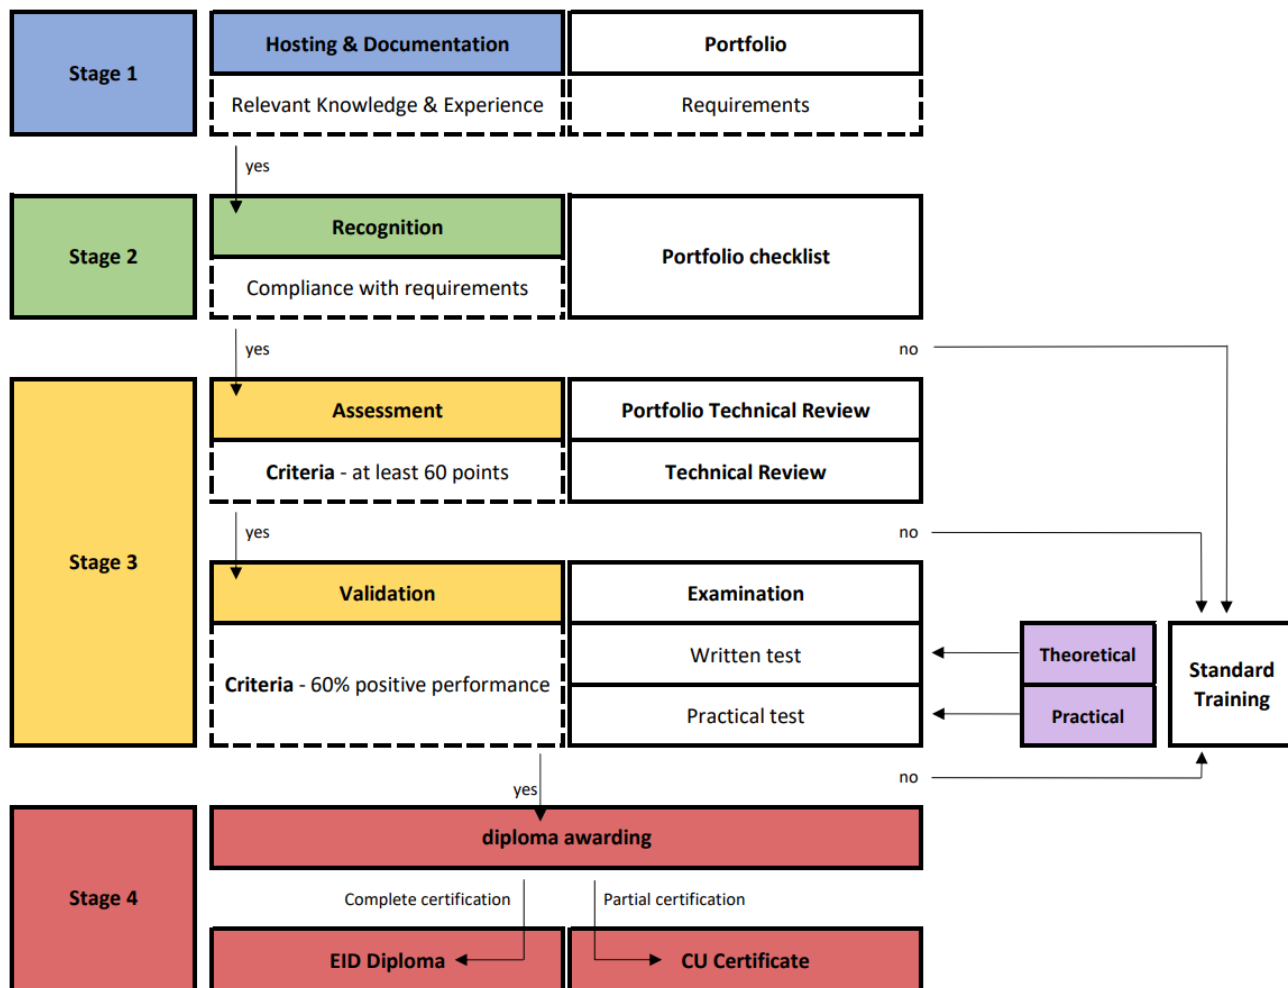 Stage 1
Hosting & Documentation
Portfolio
Relevant Knowledge & Experience
Requirements
yes
Stage 2
Recognition
Portfolio checklist
Compliance with requirements
yes
no
Stage 3
Assessment
Portfolio Technical Review
Criteria - at least 60 points
Technical Review
yes
no
Validation
Examination
Criteria - 60% positive performance
Written test
Practical test
Theoretical
Practical
Standard
Training
yes
no
Stage 4
diploma awarding
Complete certification
Partial certification
EID Diploma
CU Certificate